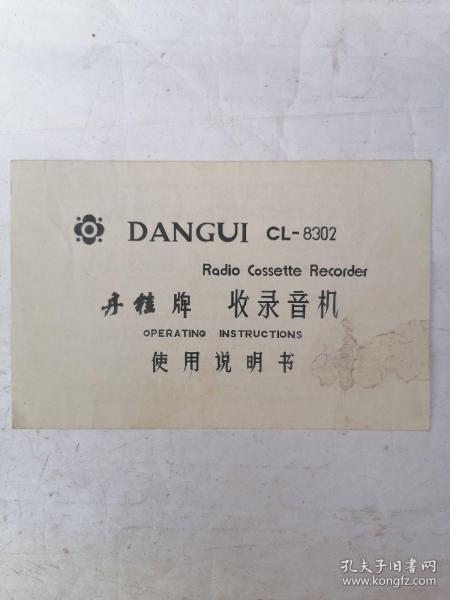 DANGUI CL-8302
Radio Cossette Recorder
丹桂牌 收录音机
OPERATING INSTRUCTIONS
使用说明书
孔夫子旧书网
www.kongfz.com